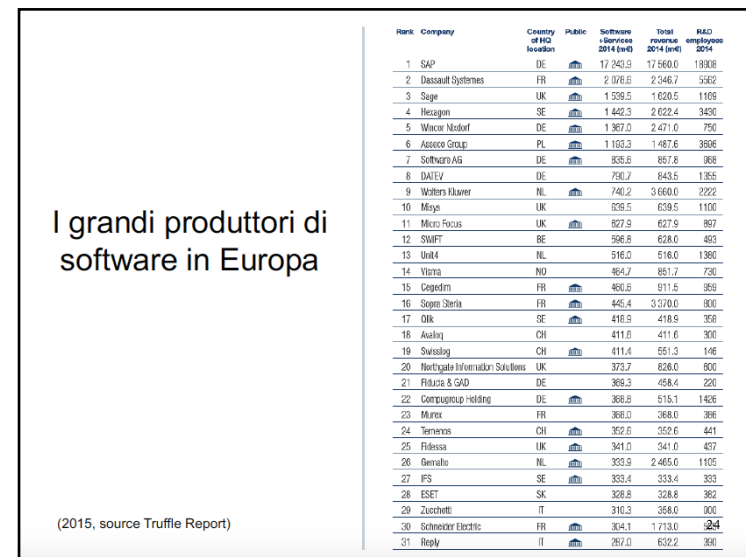 I grandi produttori di
software in Europa
(2015, source Truffle Report)
Rank Company Country of HQ location Public Software +Services 2014 (m€) Total revenue 2014 (m€) R&D employees 2014
1 SAP DE 17 243.9 17 560.0 18908
2 Dassault Systemes FR 2 078.6 2 346.7 5562
3 Sage UK 1 539.5 1 620.5 1169
4 Hexagon SE 1 442.3 2 622.4 3430
5 Wincor Nixdorf DE 1 367.0 2 471.0 750
6 Asseco Group PL 1 193.3 1 487.6 3696
7 Software AG DE 835.6 857.8 968
8 DATEV DE 790.7 843.5 1355
9 Wolters Kluwer NL 740.2 3 660.0 2222
10 Misys UK 639.5 639.5 1100
11 Micro Focus UK 627.9 627.9 897
12 SWIFT BE 596.8 628.0 493
13 Unit4 NL 516.0 516.0 1380
14 Visma NO 464.7 851.7 730
15 Cegedim FR 460.6 911.5 959
16 Sopra Steria FR 445.4 3 370.0 800
17 Qlik SE 418.9 418.9 358
18 Avaloq CH 411.6 411.6 300
19 Swisslog CH 411.4 551.3 146
20 Northgate Information Solutions UK 373.7 826.0 600
21 Fiducia & GAD DE 369.3 458.4 220
22 Compugroup Holding DE 368.8 515.1 1426
23 Murex FR 368.0 368.0 386
24 Temenos CH 352.6 352.6 441
25 Fidessa UK 341.0 341.0 437
26 Gemalto NL 333.9 2 465.0 1105
27 IFS SE 333.4 333.4 333
28 ESET SK 328.8 328.8 382
29 Zucchetti IT 310.3 358.0 900
30 Schneider Electric FR 304.1 1 713.0
31 Reply IT 287.0 632.2 390
24